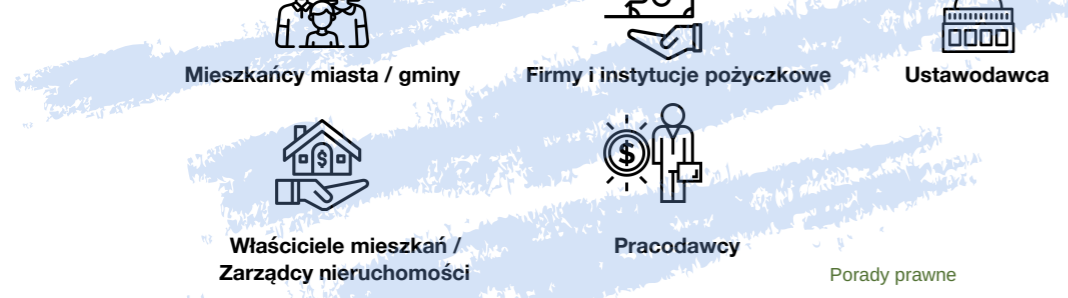 Mieszkańcy miasta / gminy
Firmy i instytucje pożyczkowe
Ustawodawca
$
$
Właściciele mieszkań /
Zarządcy nieruchomości
Pracodawcy
Porady prawne